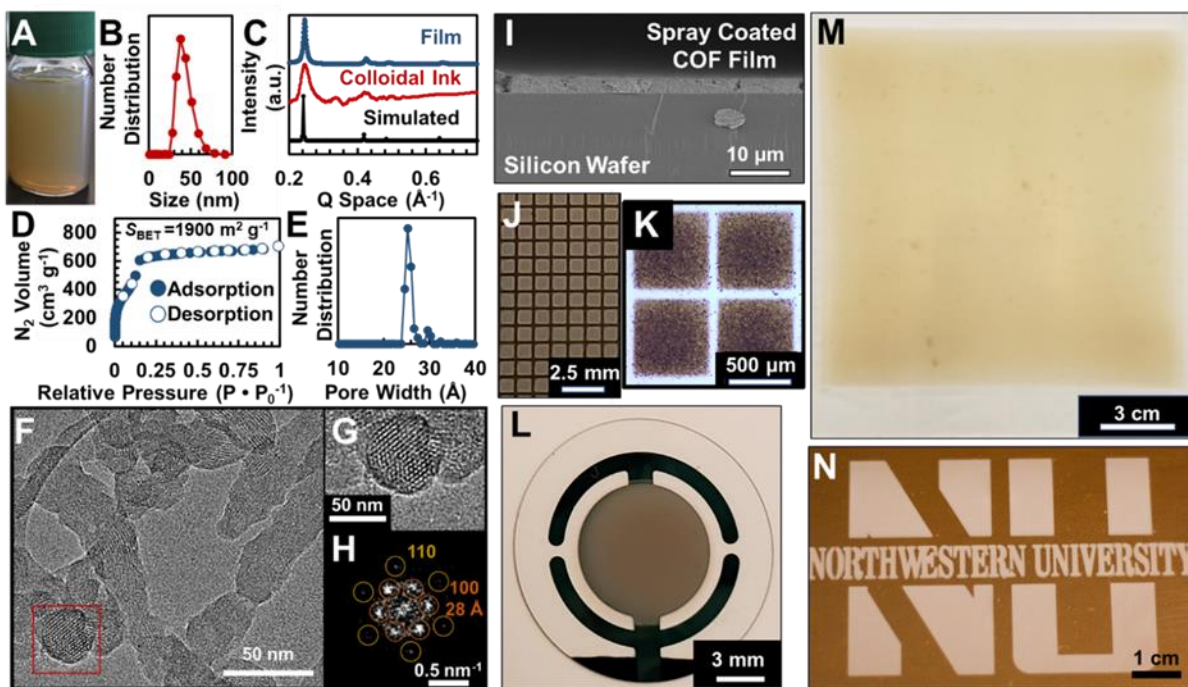 A
B
Number
Distribution
0
50
100
Size (nm)
C
Intensity
(a.u.)
Film
Colloidal Ink
Simulated
0.2
0.4
0.6
Q Space (Å-1)
D
N2 Volume
(cm3 g-1)
800
600
400
200
0
SBET =1900 m2 g-1
Adsorption
Desorption
0
0.25
0.5
0.75
1
Relative Pressure (P • P0-1)
E
Number
Distribution
10
20
30
40
Pore Width (Å)
F
50 nm
G
50 nm
H
110
100
28 Å
0.5 nm-1
I
Spray Coated
COF Film
Silicon Wafer
10 µm
J
2.5 mm
K
500 µm
L
3 mm
M
3 cm
N
NU
NORTHWESTERN UNIVERSITY
1 cm